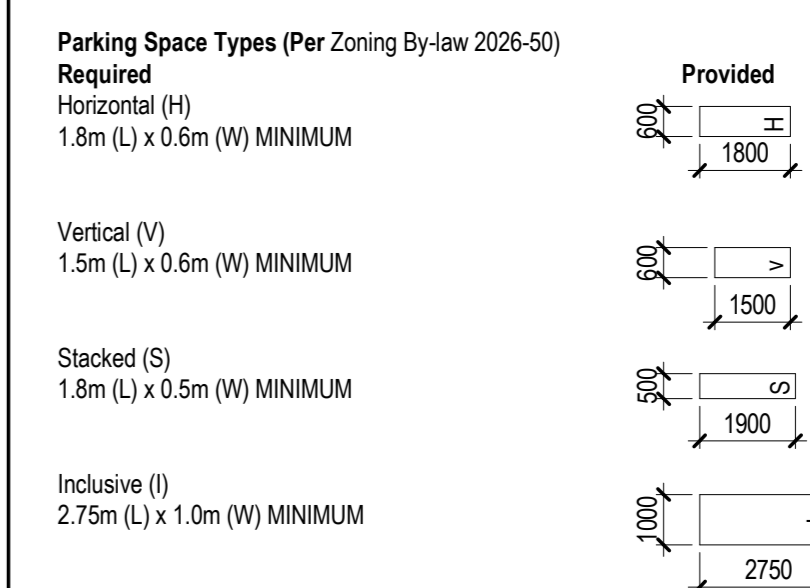 Parking Space Types (Per Zoning By-law 2026-50)
Required Provided
Horizontal (H)
1.8m (L) x 0.6m (W) MINIMUM
600
H
1800
Vertical (V)
1.5m (L) x 0.6m (W) MINIMUM
600
V
1500
Stacked (S)
1.8m (L) x 0.5m (W) MINIMUM
500
S
1900
Inclusive (I)
2.75m (L) x 1.0m (W) MINIMUM
1000
2750